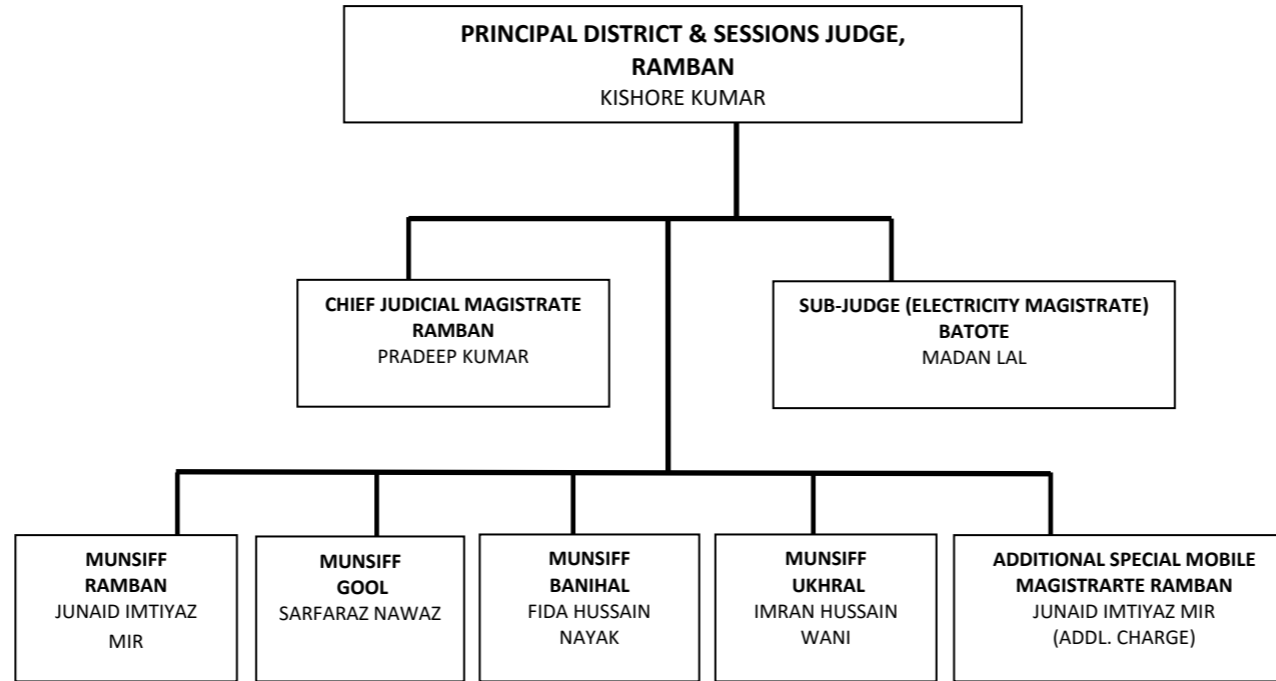 PRINCIPAL DISTRICT & SESSIONS JUDGE,
RAMBAN
KISHORE KUMAR
CHIEF JUDICIAL MAGISTRATE
RAMBAN
PRADEEP KUMAR
SUB-JUDGE (ELECTRICITY MAGISTRATE)
BATOTE
MADAN LAL
MUNSIFF
RAMBAN
JUNAID IMTIYAZ
MIR
MUNSIFF
GOOL
SARFARAZ NAWAZ
MUNSIFF
BANIHAL
FIDA HUSSAIN
NAYAK
MUNSIFF
UKHRAL
IMRAN HUSSAIN
WANI
ADDITIONAL SPECIAL MOBILE
MAGISTRARTE RAMBAN
JUNAID IMTIYAZ MIR
(ADDL. CHARGE)